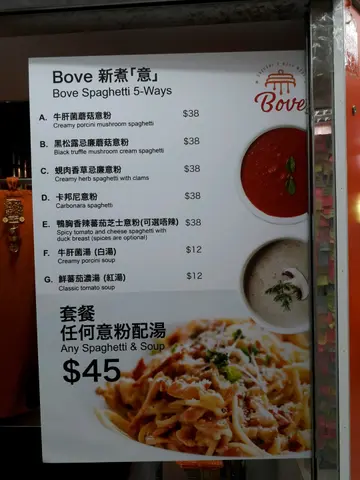 Bove 新煮「意」
Bove Spaghetti 5-Ways
Bove
A. 牛肝菌蘑菇意粉 $38
Creamy porcini mushroom spaghetti
B. 黑松露忌廉蘑菇意粉 $38
Black truffle mushroom cream spaghetti
C. 蜆肉香草忌廉意粉 $38
Creamy herb spaghetti with clams
D. 卡邦尼意粉 $38
Carbonara spaghetti
E. 鴨胸香辣蕃茄芝士意粉(可選唔辣) $38
Spicy tomato and cheese spaghetti with
duck breast (spices are optional)
F. 牛肝菌湯 (白湯) $12
Creamy porcini soup
G. 鮮蕃茄濃湯 (紅湯) $12
Classic tomato soup
套餐
任何意粉配湯
Any Spaghetti & Soup
$45